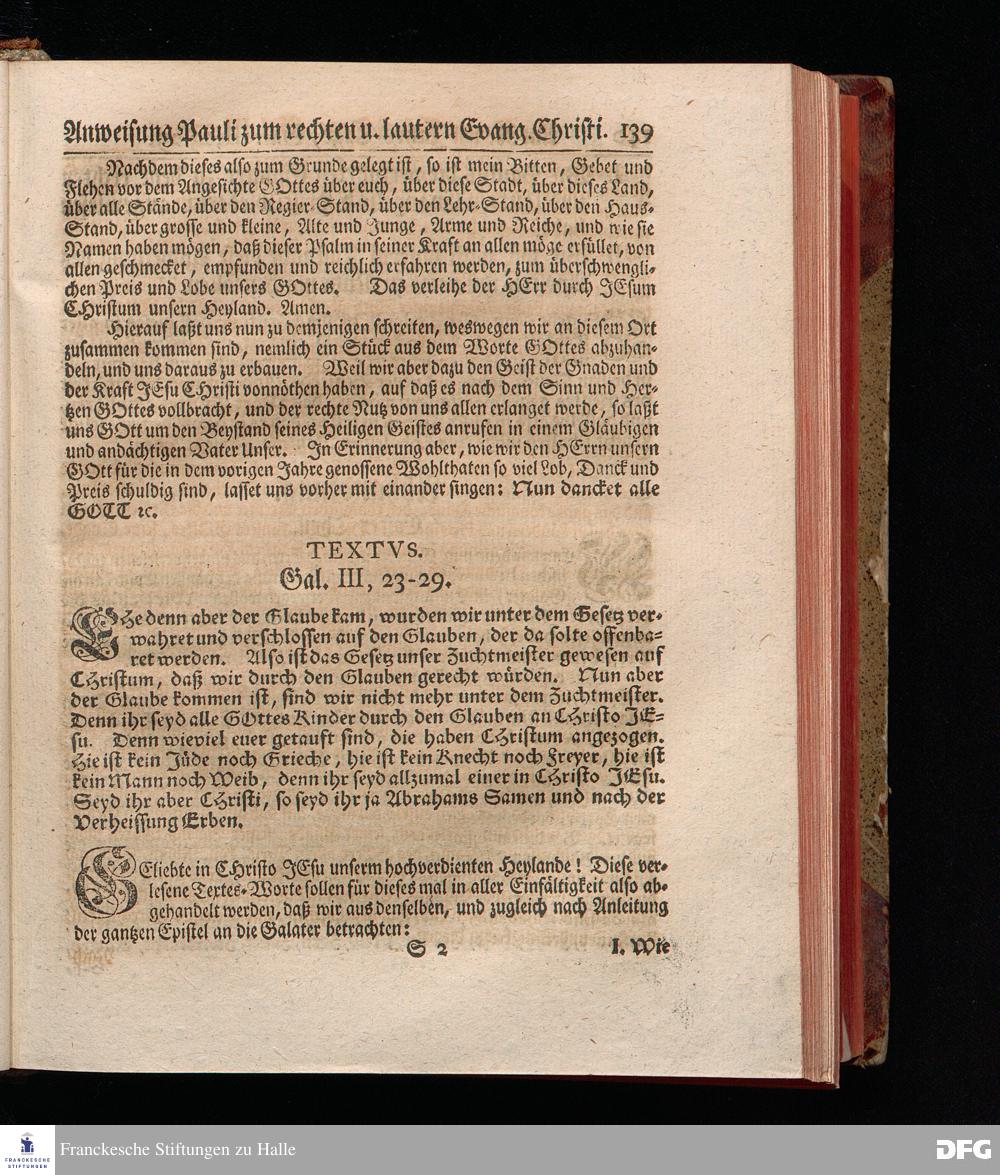 Anweisung Pauli zum rechten u. lautern Evang. Christi. 139
Nachdem dieses also zum Grunde gelegt ist, so ist mein Bitten, Gebet und
Flehen vor dem Angesichte GOttes über euch, über diese Stadt, über dieses Land,
über alle Stände, über den Regier-Stand, über den Lehr-Stand, über den Haus-
Stand, über grosse und kleine, Alte und Junge, Arme und Reiche, und wie sie
Namen haben mögen, daß dieser Psalm in seiner Kraft an allen möge erfüllet, von
allen geschmecket, empfunden und reichlich erfahren werden, zum überschwengli-
chen Preis und Lobe unsers GOttes. Das verleihe der HErr durch JEsum
CHristum unsern Heyland. Amen.
Hierauf laßt uns nun zu demjenigen schreiten, weswegen wir an diesem Ort
zusammen kommen sind, nemlich ein Stück aus dem Worte GOttes abzuhan-
deln, und uns daraus zu erbauen. Weil wir aber dazu den Geist der Gnaden und
der Kraft JEsu CHristi vonnöthen haben, auf daß es nach dem Sinn und Her-
tzen GOttes vollbracht, und der rechte Nutz von uns allen erlanget werde, so laßt
uns GOtt um den Beystand seines Heiligen Geistes anrufen in einem Gläubigen
und andächtigen Vater Unser. In Erinnerung aber, wie wir den HErrn unsern
GOtt für die in dem vorigen Jahre genossene Wohlthaten so viel Lob, Danck und
Preis schuldig sind, lasset uns vorher mit einander singen: Nun dancket alle
GOTT ꝛc.
TEXTVS.
Gal. III, 23-29.
EHe denn aber der Glaube kam, wurden wir unter dem Gesetz ver-
wahret und verschlossen auf den Glauben, der da solte offenba-
ret werden. Also ist das Gesetz unser Zuchtmeister gewesen auf
CHristum, daß wir durch den Glauben gerecht würden. Nun aber
der Glaube kommen ist, sind wir nicht mehr unter dem Zuchtmeister.
Denn ihr seyd alle GOttes Kinder durch den Glauben an CHristo JE-
su. Denn wieviel euer getauft sind, die haben CHristum angezogen.
Hie ist kein Jüde noch Grieche, hie ist kein Knecht noch Freyer, hie ist
kein Mann noch Weib, denn ihr seyd allzumal einer in CHristo JEsu.
Seyd ihr aber CHristi, so seyd ihr ja Abrahams Samen und nach der
Verheissung Erben.
GEliebte in CHristo JEsu unserm hochverdienten Heylande! Diese ver-
lesene Textes-Worte sollen für dieses mal in aller Einfältigkeit also ab-
gehandelt werden, daß wir aus denselben, und zugleich nach Anleitung
der gantzen Epistel an die Galater betrachten:
S 2 I. Wie
FRANCKESCHE
STIFTUNGEN
Franckesche Stiftungen zu Halle
DFG